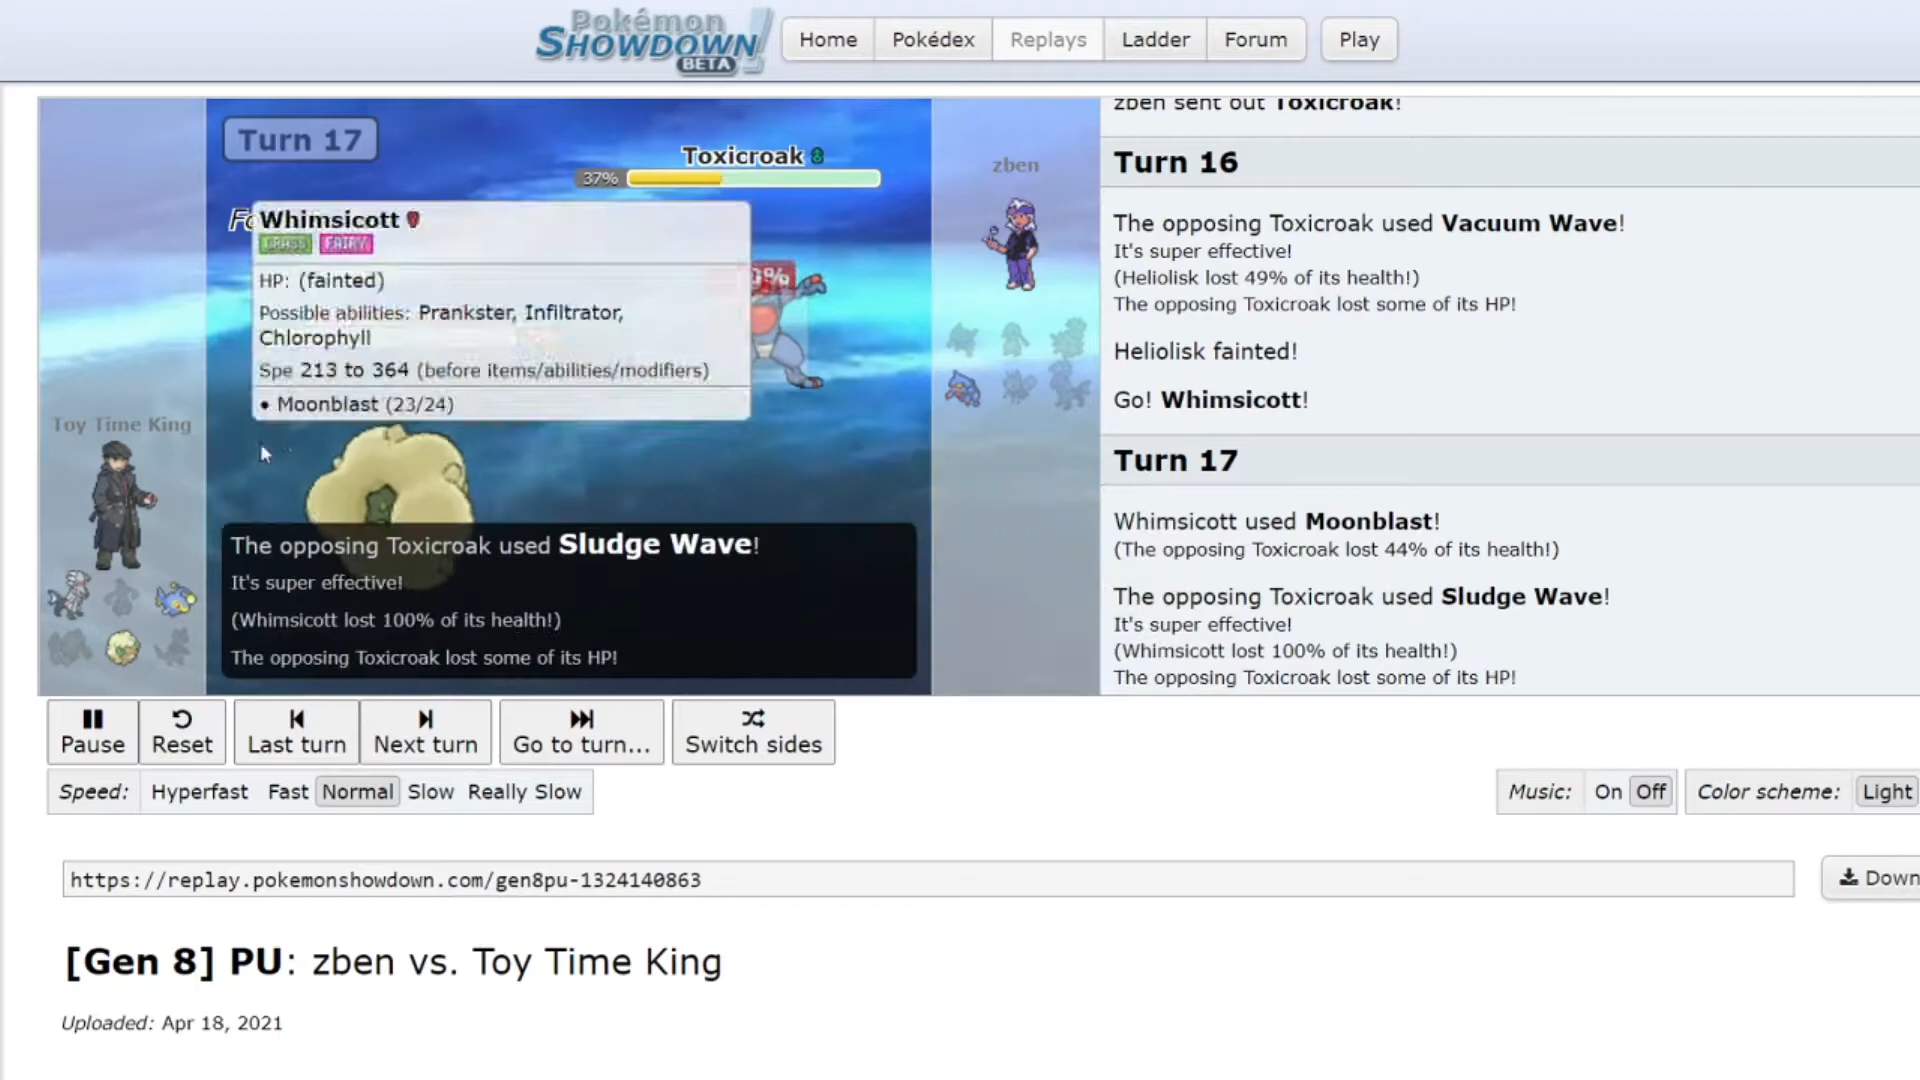 Pokémon
SHOWDOWN!
BETA
Home
Pokédex
Replays
Ladder
Forum
Play
Turn 17
Toxicroak
37%
Whimsicott
GRASS FAIRY
HP: (fainted)
Possible abilities: Prankster, Infiltrator,
Chlorophyll
Spe 213 to 364 (before items/abilities/modifiers)
• Moonblast (23/24)
Toy Time King
zben
The opposing Toxicroak used Sludge Wave!
It's super effective!
(Whimsicott lost 100% of its health!)
The opposing Toxicroak lost some of its HP!
zben sent out Toxicroak!
Turn 16
The opposing Toxicroak used Vacuum Wave!
It's super effective!
(Heliolisk lost 49% of its health!)
The opposing Toxicroak lost some of its HP!
Heliolisk fainted!
Go! Whimsicott!
Turn 17
Whimsicott used Moonblast!
(The opposing Toxicroak lost 44% of its health!)
The opposing Toxicroak used Sludge Wave!
It's super effective!
(Whimsicott lost 100% of its health!)
The opposing Toxicroak lost some of its HP!
Pause
Reset
Last turn
Next turn
Go to turn...
Switch sides
Speed: Hyperfast Fast Normal Slow Really Slow
Music: On Off
Color scheme: Light
https://replay.pokemonshowdown.com/gen8pu-1324140863
Down
[Gen 8] PU: zben vs. Toy Time King
Uploaded: Apr 18, 2021